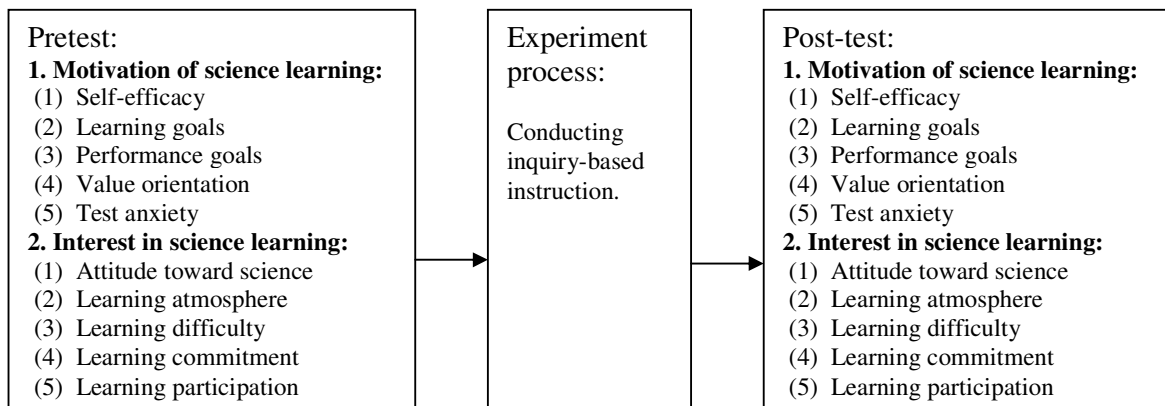 Pretest:
1. Motivation of science learning:
(1) Self-efficacy
(2) Learning goals
(3) Performance goals
(4) Value orientation
(5) Test anxiety
2. Interest in science learning:
(1) Attitude toward science
(2) Learning atmosphere
(3) Learning difficulty
(4) Learning commitment
(5) Learning participation
Experiment
process:
Conducting
inquiry-based
instruction.
Post-test:
1. Motivation of science learning:
(1) Self-efficacy
(2) Learning goals
(3) Performance goals
(4) Value orientation
(5) Test anxiety
2. Interest in science learning:
(1) Attitude toward science
(2) Learning atmosphere
(3) Learning difficulty
(4) Learning commitment
(5) Learning participation